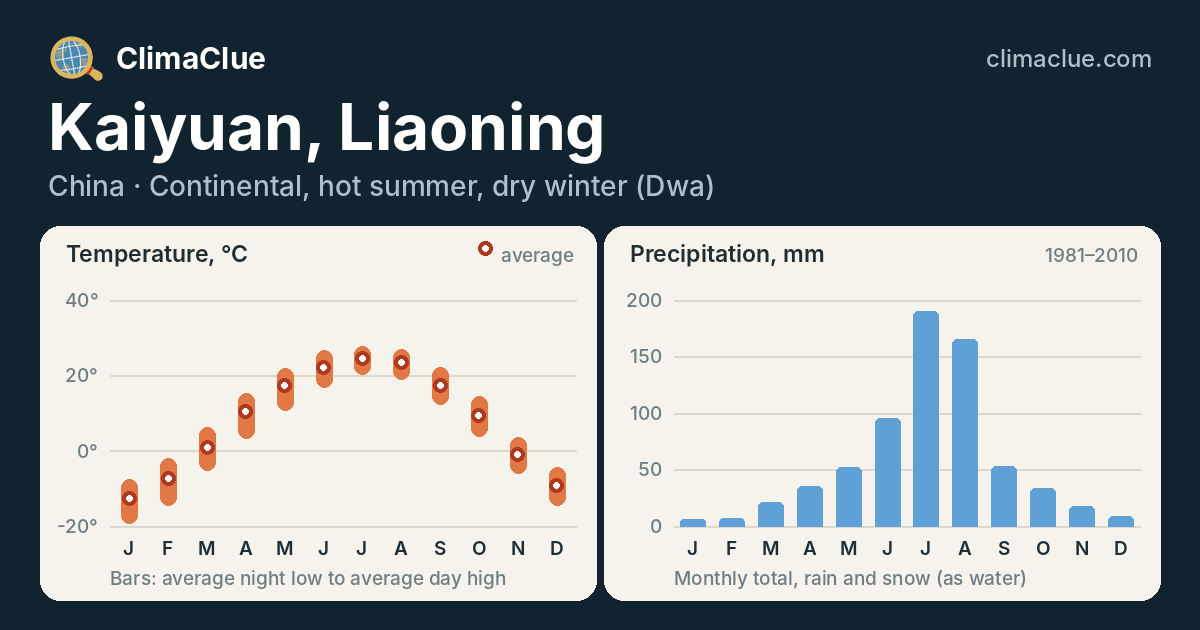 ClimaClue
climaclue.com
Kaiyuan, Liaoning
China · Continental, hot summer, dry winter (Dwa)
Temperature, °C
average
40°
20°
0°
-20°
J F M A M J J A S O N D
Bars: average night low to average day high
Precipitation, mm
1981–2010
200
150
100
50
0
J F M A M J J A S O N D
Monthly total, rain and snow (as water)